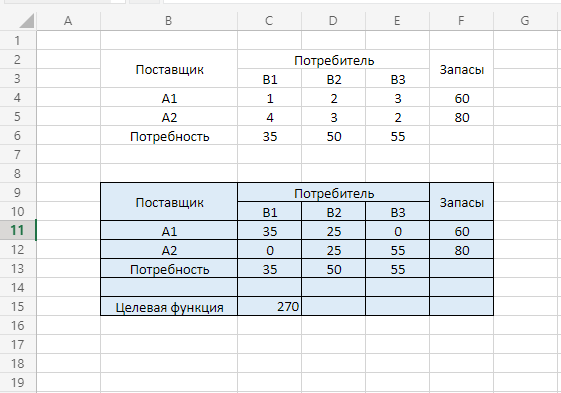 A B C D E F G
1
2 Потребитель
Поставщик Запасы
3 B1 B2 B3
4 A1 1 2 3 60
5 A2 4 3 2 80
6 Потребность 35 50 55
7
8
9 Потребитель
Поставщик Запасы
10 B1 B2 B3
11 A1 35 25 0 60
12 A2 0 25 55 80
13 Потребность 35 50 55
14
15 Целевая функция 270
16
17
18
19